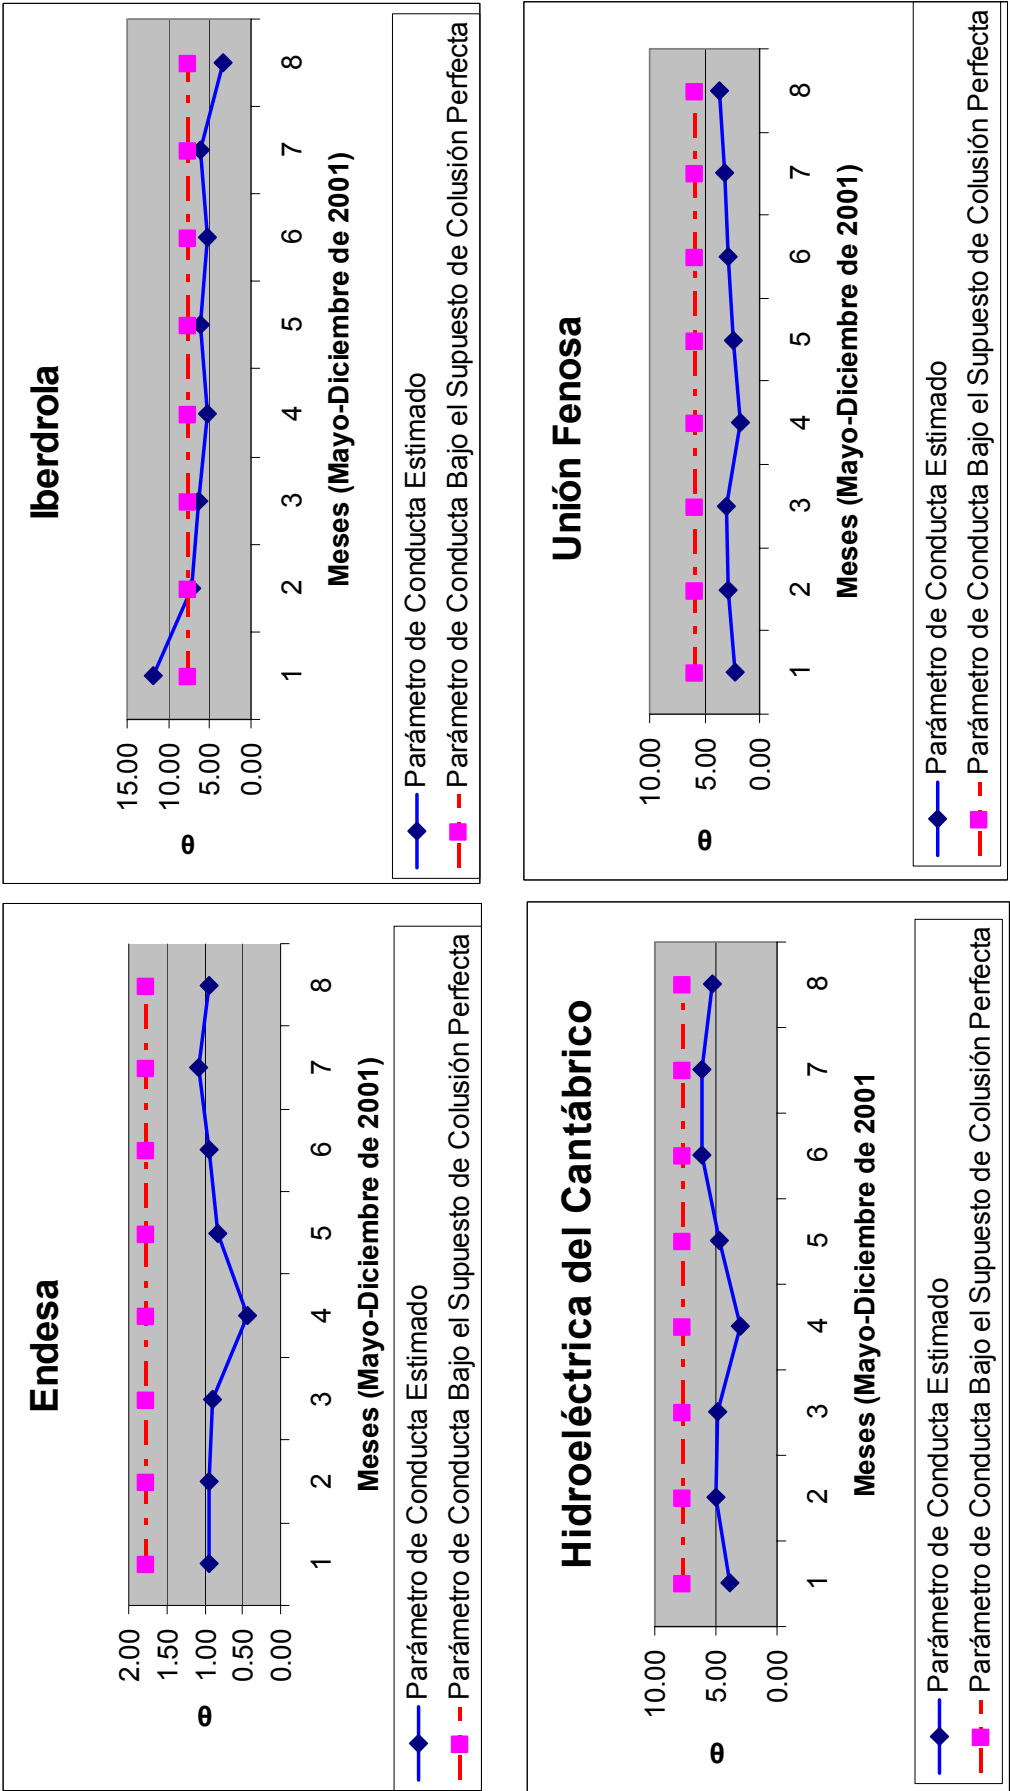 Endesa
2.00
1.50
1.00
0.50
0.00
θ
1 2 3 4 5 6 7 8
Meses (Mayo-Diciembre de 2001)
Parámetro de Conducta Estimado
Parámetro de Conducta Bajo el Supuesto de Colusión Perfecta
Iberdrola
15.00
10.00
5.00
0.00
θ
1 2 3 4 5 6 7 8
Meses (Mayo-Diciembre de 2001)
Parámetro de Conducta Estimado
Parámetro de Conducta Bajo el Supuesto de Colusión Perfecta
Hidroeléctrica del Cantábrico
10.00
5.00
0.00
θ
1 2 3 4 5 6 7 8
Meses (Mayo-Diciembre de 2001
Parámetro de Conducta Estimado
Parámetro de Conducta Bajo el Supuesto de Colusión Perfecta
Unión Fenosa
10.00
5.00
0.00
θ
1 2 3 4 5 6 7 8
Meses (Mayo-Diciembre de 2001)
Parámetro de Conducta Estimado
Parámetro de Conducta Bajo el Supuesto de Colusión Perfecta